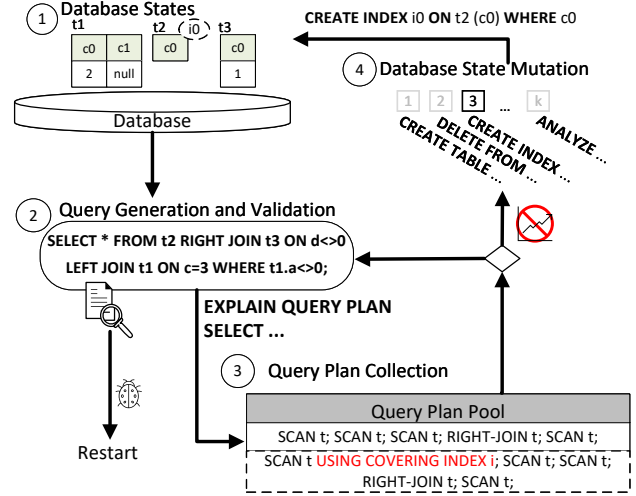 1 Database States
t1 t2 i0 t3
c0 c1 c0 c0
2 null 1
Database
CREATE INDEX i0 ON t2 (c0) WHERE c0
4 Database State Mutation
1 2 3 ... k
CREATE TABLE ...
DELETE FROM ...
CREATE INDEX ...
ANALYZE ...
2 Query Generation and Validation
SELECT * FROM t2 RIGHT JOIN t3 ON d<>0
LEFT JOIN t1 ON c=3 WHERE t1.a<>0;
EXPLAIN QUERY PLAN
SELECT ...
Restart
3 Query Plan Collection
Query Plan Pool
SCAN t; SCAN t; SCAN t; RIGHT-JOIN t; SCAN t;
SCAN t USING COVERING INDEX i; SCAN t; SCAN t;
RIGHT-JOIN t; SCAN t;